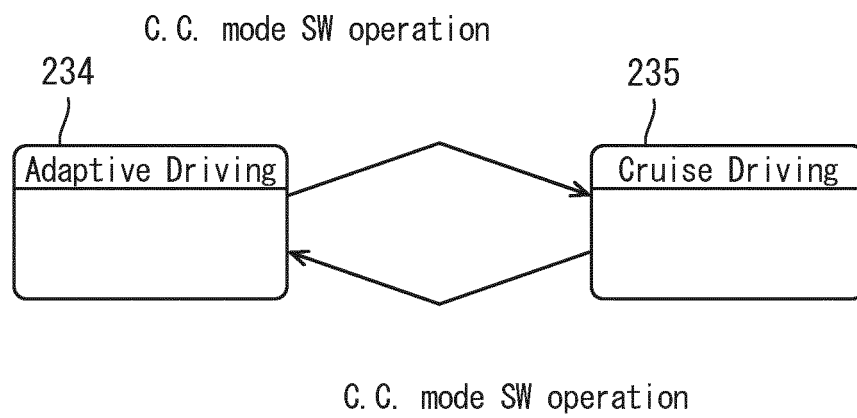 C.C. mode SW operation
234
235
Adaptive Driving
Cruise Driving
C.C. mode SW operation